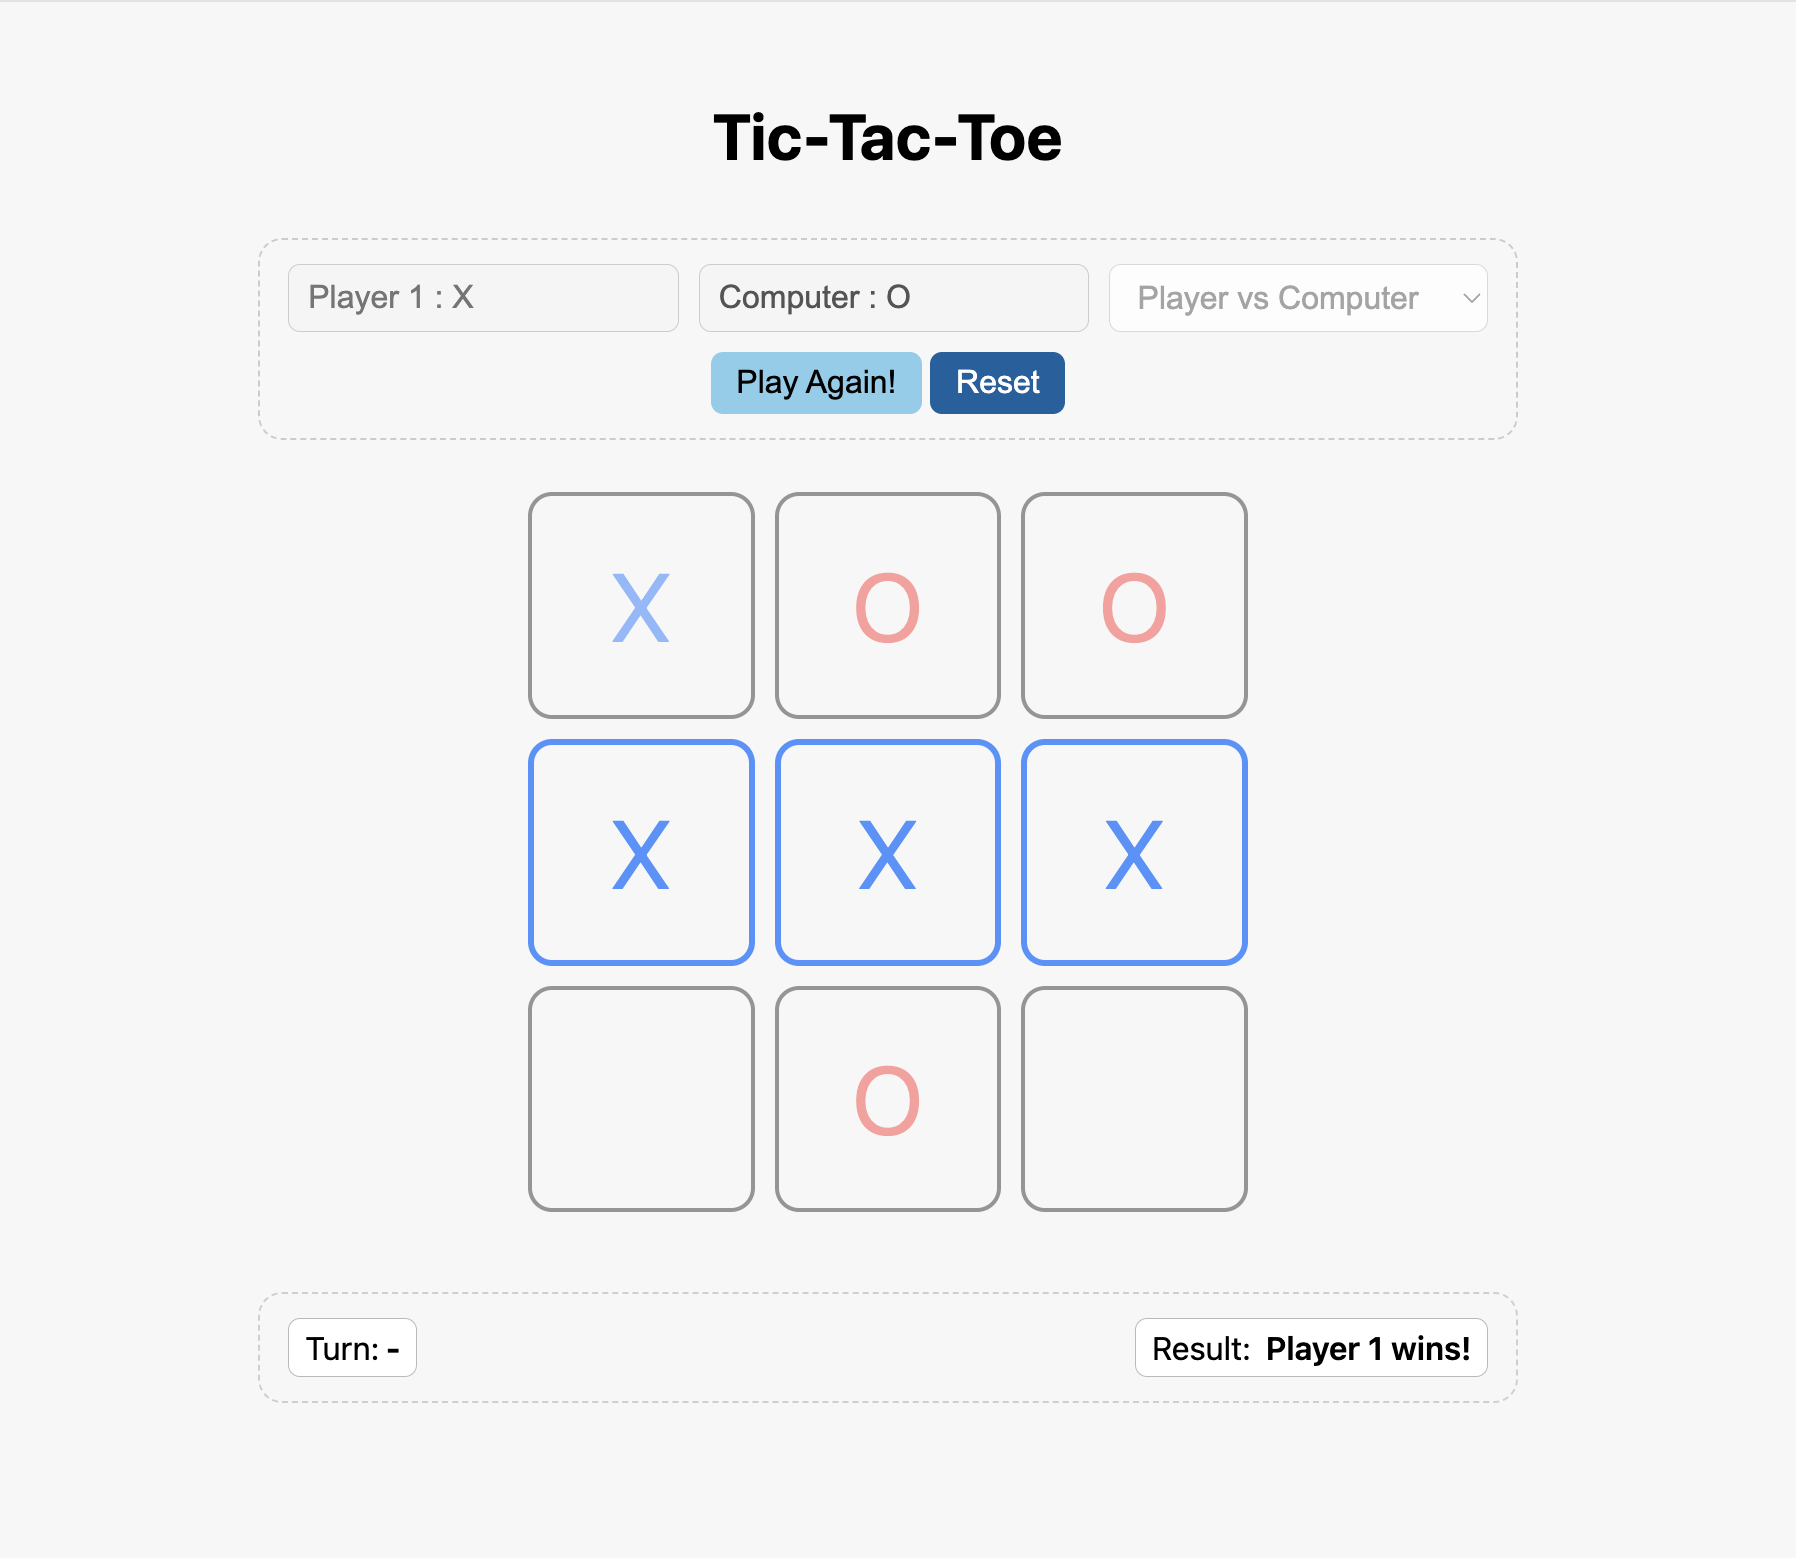 Tic-Tac-Toe
Player 1 : X
Computer : O
Player vs Computer
Play Again!
Reset
X O O
X X X
O
Turn: -
Result: Player 1 wins!